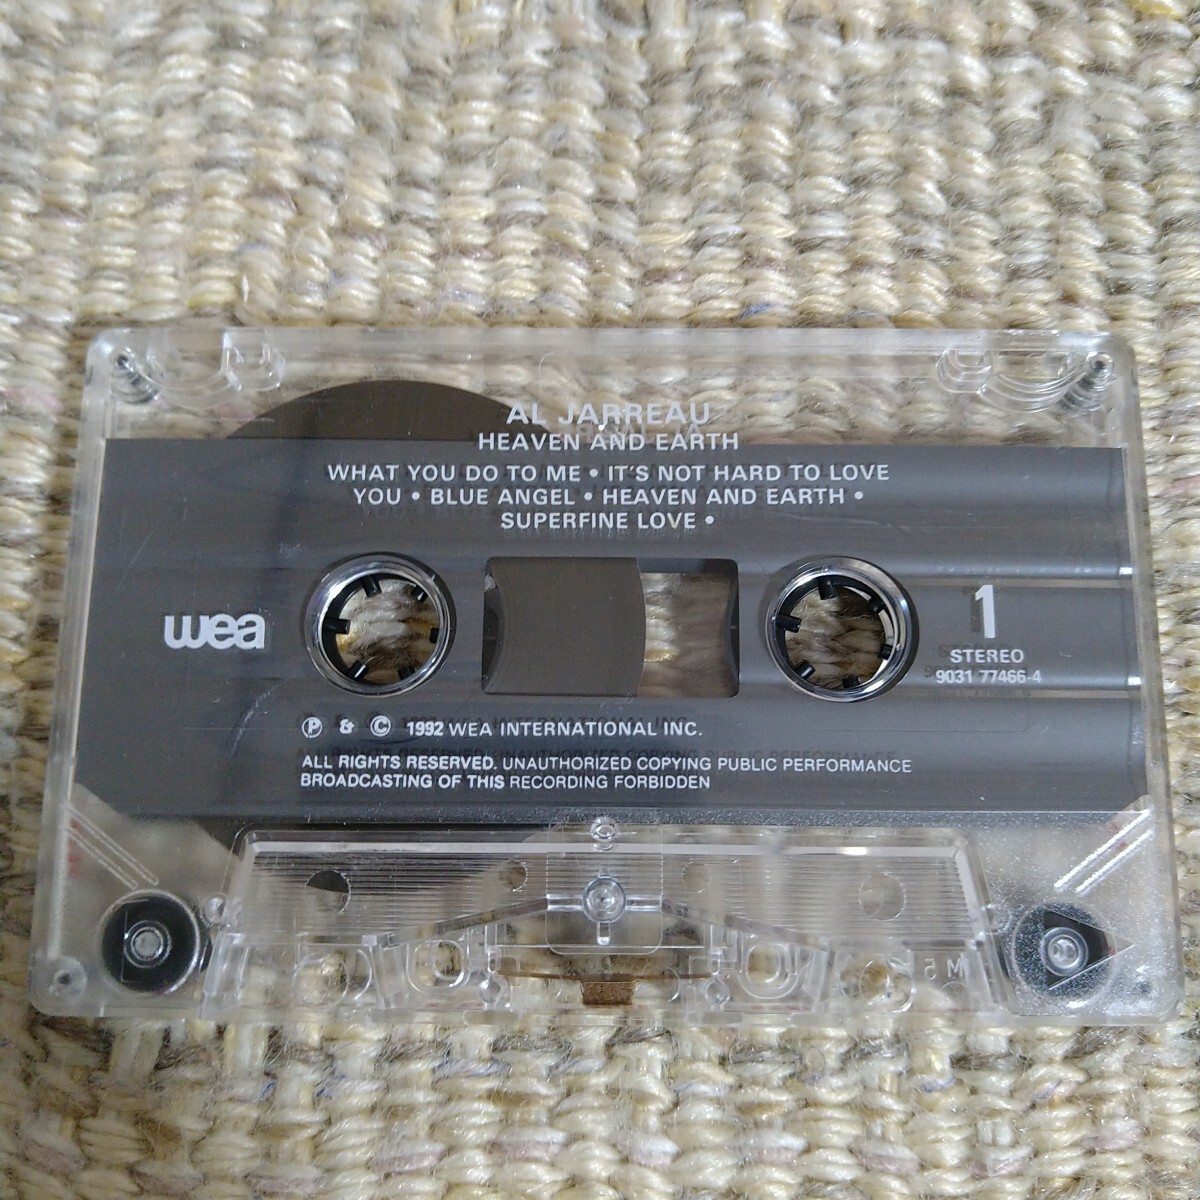 AL JARREAU
HEAVEN AND EARTH
WHAT YOU DO TO ME • IT'S NOT HARD TO LOVE
YOU • BLUE ANGEL • HEAVEN AND EARTH •
SUPERFINE LOVE •
wea
1
STEREO
9031 77466-4
Ⓟ & © 1992 WEA INTERNATIONAL INC.
ALL RIGHTS RESERVED. UNAUTHORIZED COPYING PUBLIC PERFORMANCE
BROADCASTING OF THIS RECORDING FORBIDDEN